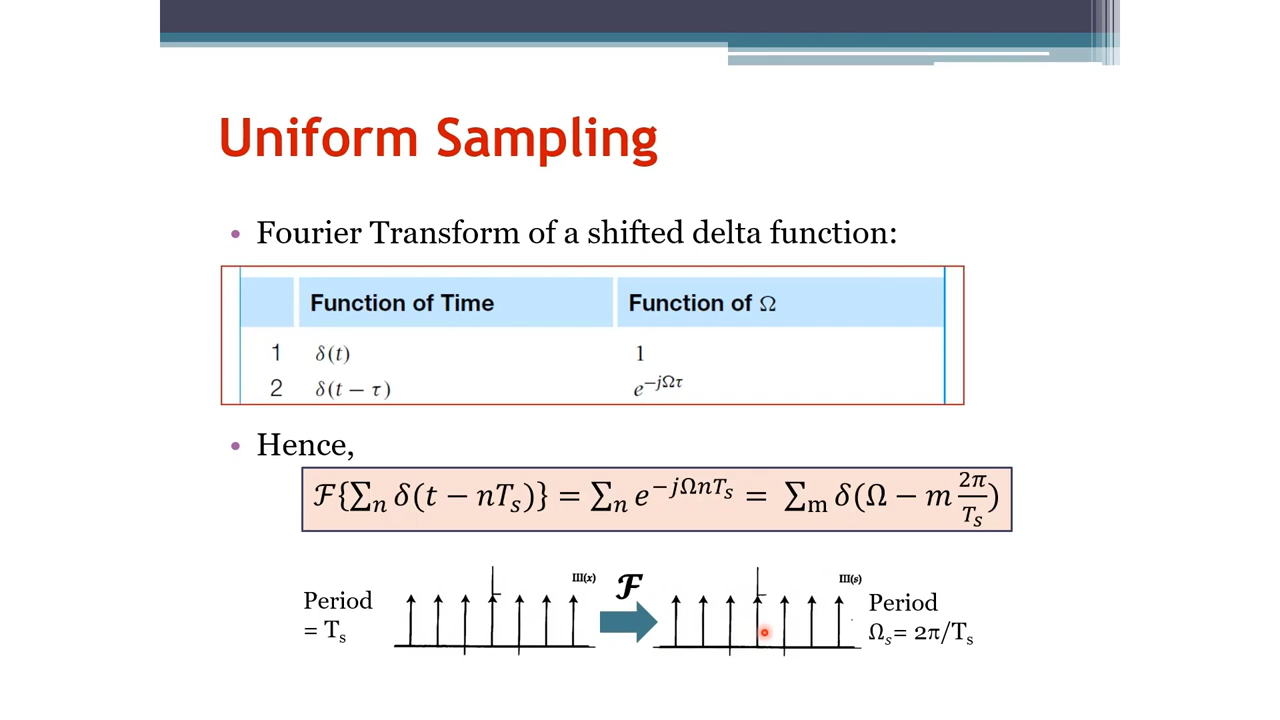 Uniform Sampling
• Fourier Transform of a shifted delta function:
Function of Time Function of Ω
1 δ(t) 1
2 δ(t − τ) e^{−jΩτ}
• Hence,
ℱ{∑ₙ δ(t − nTₛ)} = ∑ₙ e^{−jΩnTₛ} = ∑ₘ δ(Ω − m 2π/Tₛ)
Ш(x) ℱ Ш(s)
Period
= Tₛ
Period
Ωₛ= 2π/Tₛ